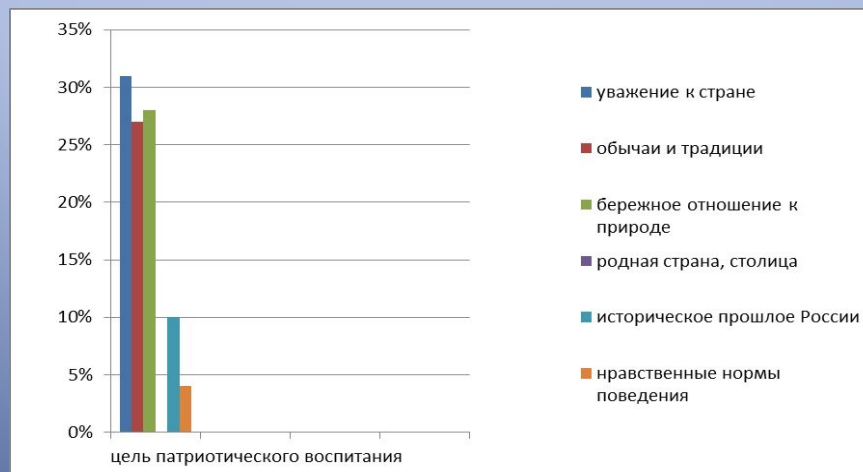 35%
30%
25%
20%
15%
10%
5%
0%
цель патриотического воспитания
уважение к стране
обычаи и традиции
бережное отношение к
природе
родная страна, столица
историческое прошлое России
нравственные нормы
поведения